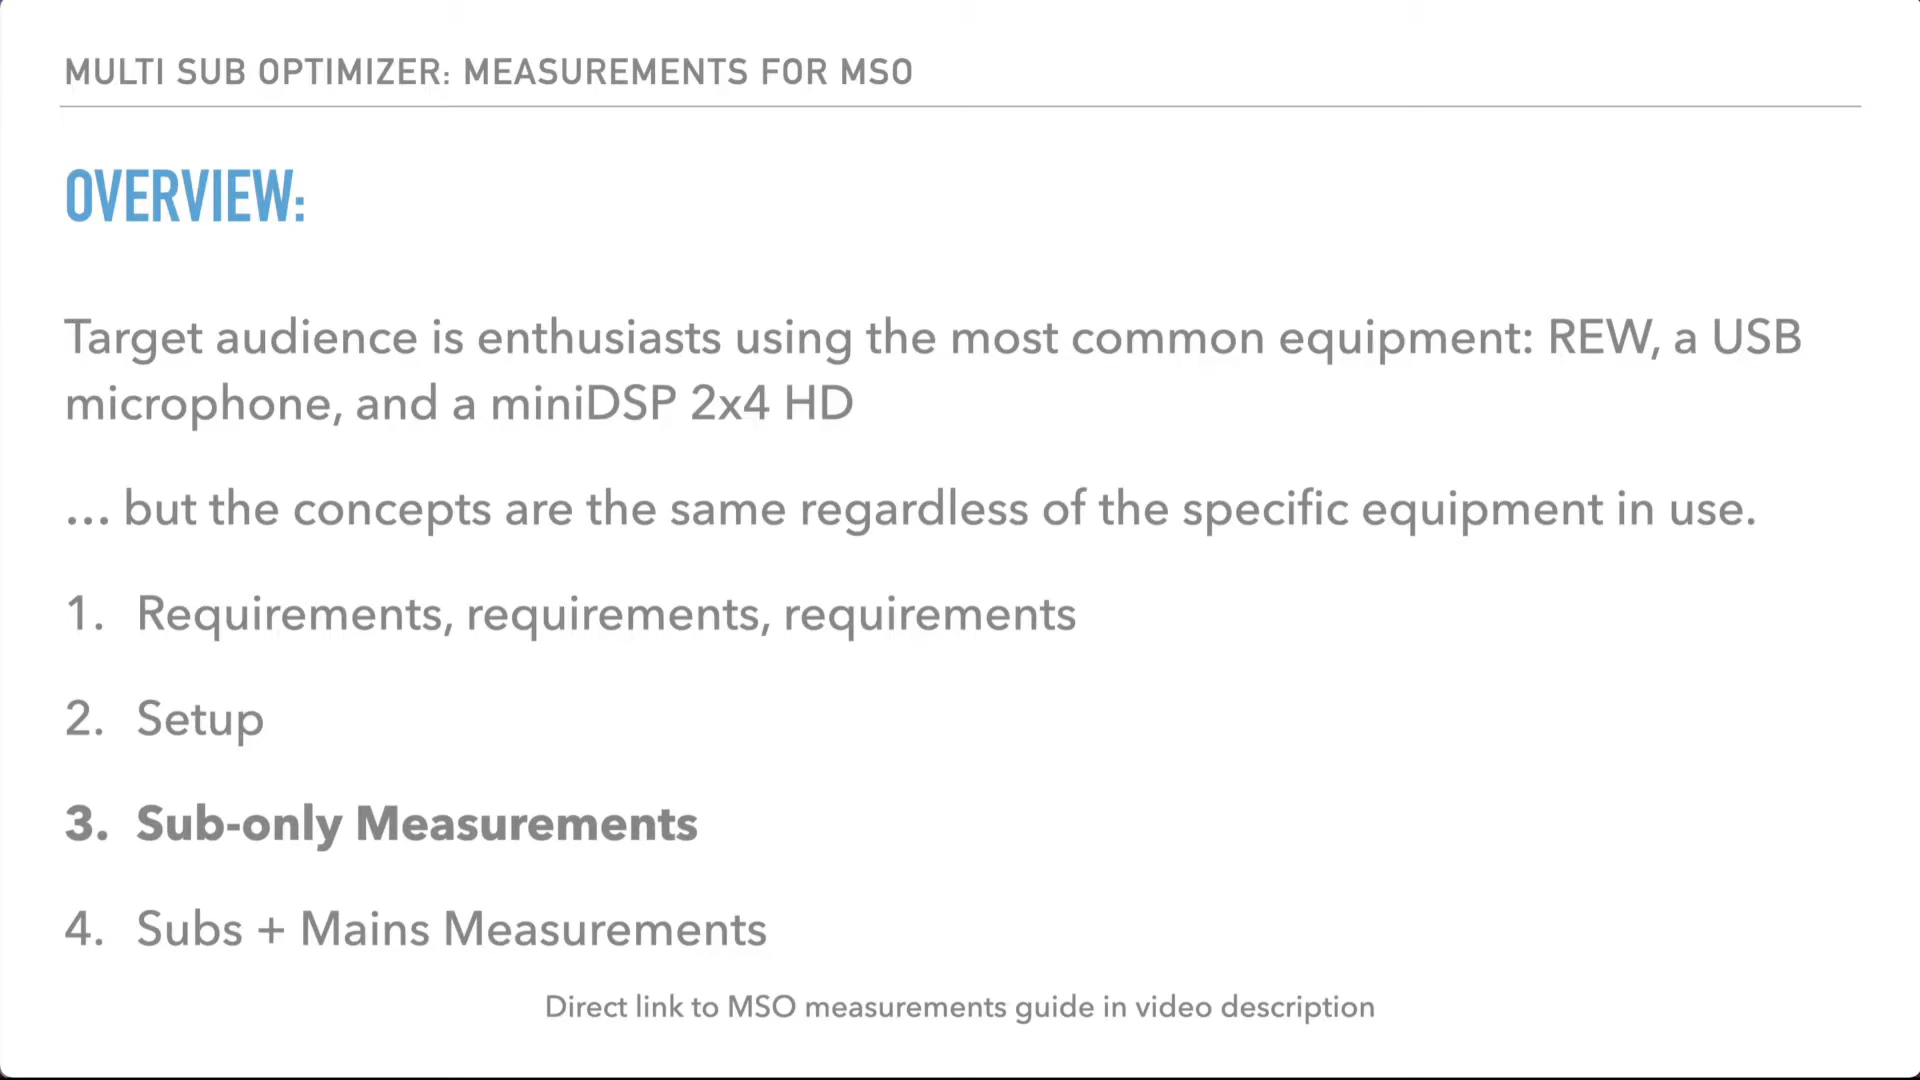 MULTI SUB OPTIMIZER: MEASUREMENTS FOR MSO
OVERVIEW:
Target audience is enthusiasts using the most common equipment: REW, a USB
microphone, and a miniDSP 2x4 HD
... but the concepts are the same regardless of the specific equipment in use.
1. Requirements, requirements, requirements
2. Setup
3. Sub-only Measurements
4. Subs + Mains Measurements
Direct link to MSO measurements guide in video description